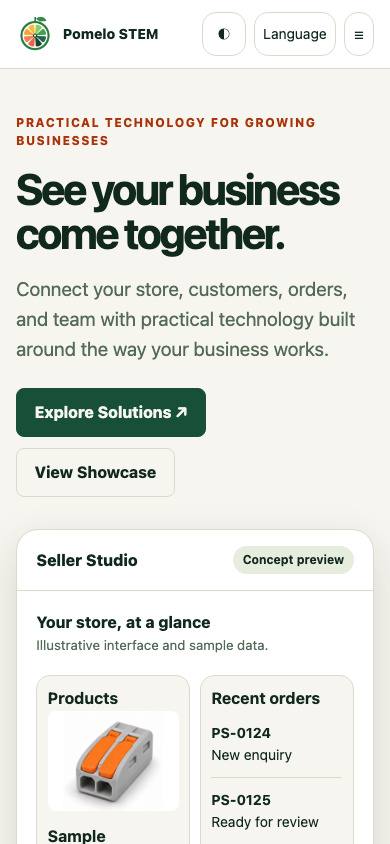 Pomelo STEM
Language
PRACTICAL TECHNOLOGY FOR GROWING
BUSINESSES
See your business
come together.
Connect your store, customers, orders,
and team with practical technology built
around the way your business works.
Explore Solutions ↗
View Showcase
Seller Studio
Concept preview
Your store, at a glance
Illustrative interface and sample data.
Products
Sample
Recent orders
PS-0124
New enquiry
PS-0125
Ready for review